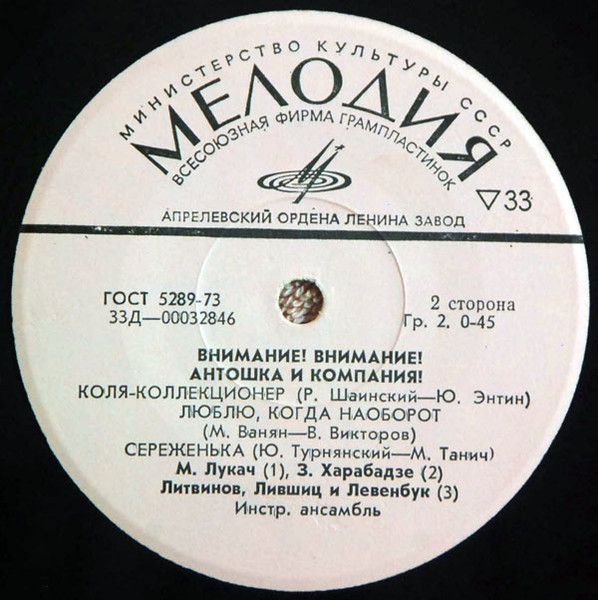 МИНИСТЕРСТВО КУЛЬТУРЫ СССР
МЕЛОДИЯ
ВСЕСОЮЗНАЯ ФИРМА ГРАМПЛАСТИНОК
▽33
АПРЕЛЕВСКИЙ ОРДЕНА ЛЕНИНА ЗАВОД
ГОСТ 5289-73
33Д—00032846
2 сторона
Гр. 2. 0-45
ВНИМАНИЕ! ВНИМАНИЕ!
АНТОШКА И КОМПАНИЯ!
КОЛЯ-КОЛЛЕКЦИОНЕР (Р. Шаинский—Ю. Энтин)
ЛЮБЛЮ, КОГДА НАОБОРОТ
(М. Ванян—В. Викторов)
СЕРЕЖЕНЬКА (Ю. Турнянский—М. Танич)
М. Лукач (1), З. Харабадзе (2)
Литвинов, Лившиц и Левенбук (3)
Инстр. ансамбль